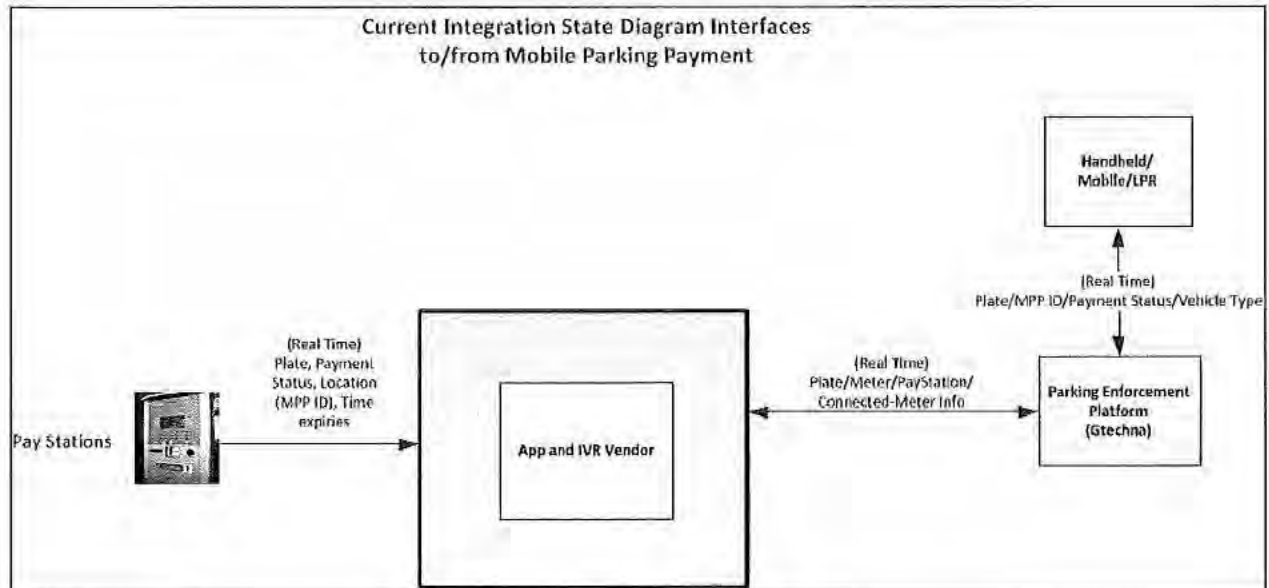 Current Integration State Diagram Interfaces
to/from Mobile Parking Payment
Handheld/
Mobile/LPR
(Real Time)
Plate/MPP ID/Payment Status/Vehicle Type
(Real Time)
Plate, Payment
Status, Location
(MPP ID), Time
expiries
(Real Time)
Plate/Meter/PayStation/
Connected-Meter Info
Parking Enforcement
Platform
(Gtechna)
Pay Stations
App and IVR Vendor